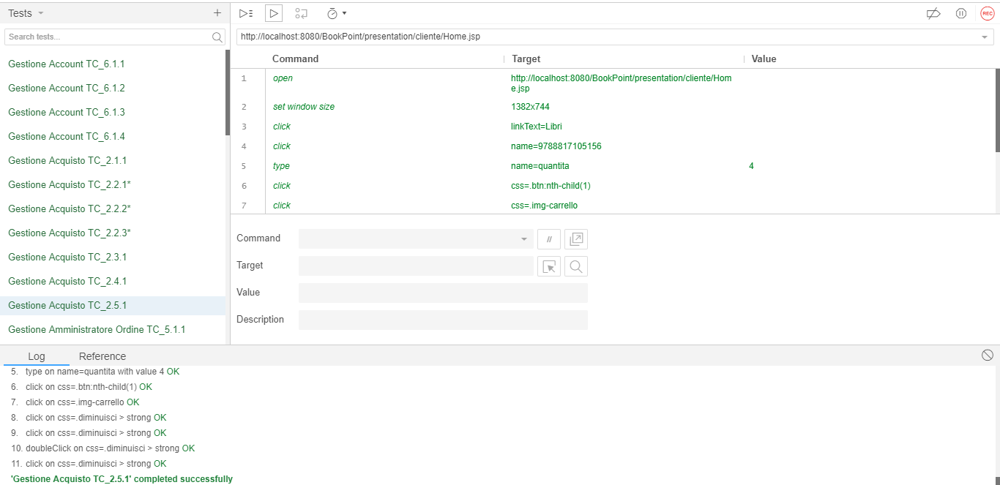 Tests
Search tests...
Gestione Account TC_6.1.1
Gestione Account TC_6.1.2
Gestione Account TC_6.1.3
Gestione Account TC_6.1.4
Gestione Acquisto TC_2.1.1
Gestione Acquisto TC_2.2.1*
Gestione Acquisto TC_2.2.2*
Gestione Acquisto TC_2.2.3*
Gestione Acquisto TC_2.3.1
Gestione Acquisto TC_2.4.1
Gestione Acquisto TC_2.5.1
Gestione Amministratore Ordine TC_5.1.1
REC
http://localhost:8080/BookPoint/presentation/cliente/Home.jsp
Command Target Value
1 open http://localhost:8080/BookPoint/presentation/cliente/Hom
e.jsp
2 set window size 1382x744
3 click linkText=Libri
4 click name=9788817105156
5 type name=quantita 4
6 click css=.btn:nth-child(1)
7 click css=.img-carrello
Command //
Target
Value
Description
Log Reference
5. type on name=quantita with value 4 OK
6. click on css=.btn:nth-child(1) OK
7. click on css=.img-carrello OK
8. click on css=.diminuisci > strong OK
9. click on css=.diminuisci > strong OK
10. doubleClick on css=.diminuisci > strong OK
11. click on css=.diminuisci > strong OK
'Gestione Acquisto TC_2.5.1' completed successfully